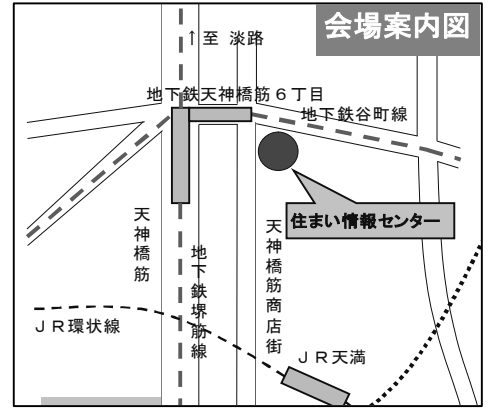 会場案内図
↑至 淡路
地下鉄天神橋筋６丁目
地下鉄谷町線
住まい情報センター
天神橋筋
地下鉄堺筋線
天神橋筋商店街
ＪＲ環状線
ＪＲ天満